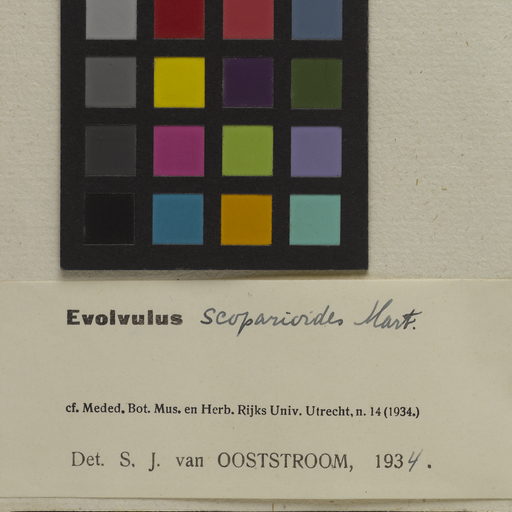 Evolvulus scoparioides Mart.
cf. Meded. Bot. Mus. en Herb. Rijks Univ. Utrecht, n. 14 (1934.)
Det. S. J. van OOSTSTROOM, 1934.